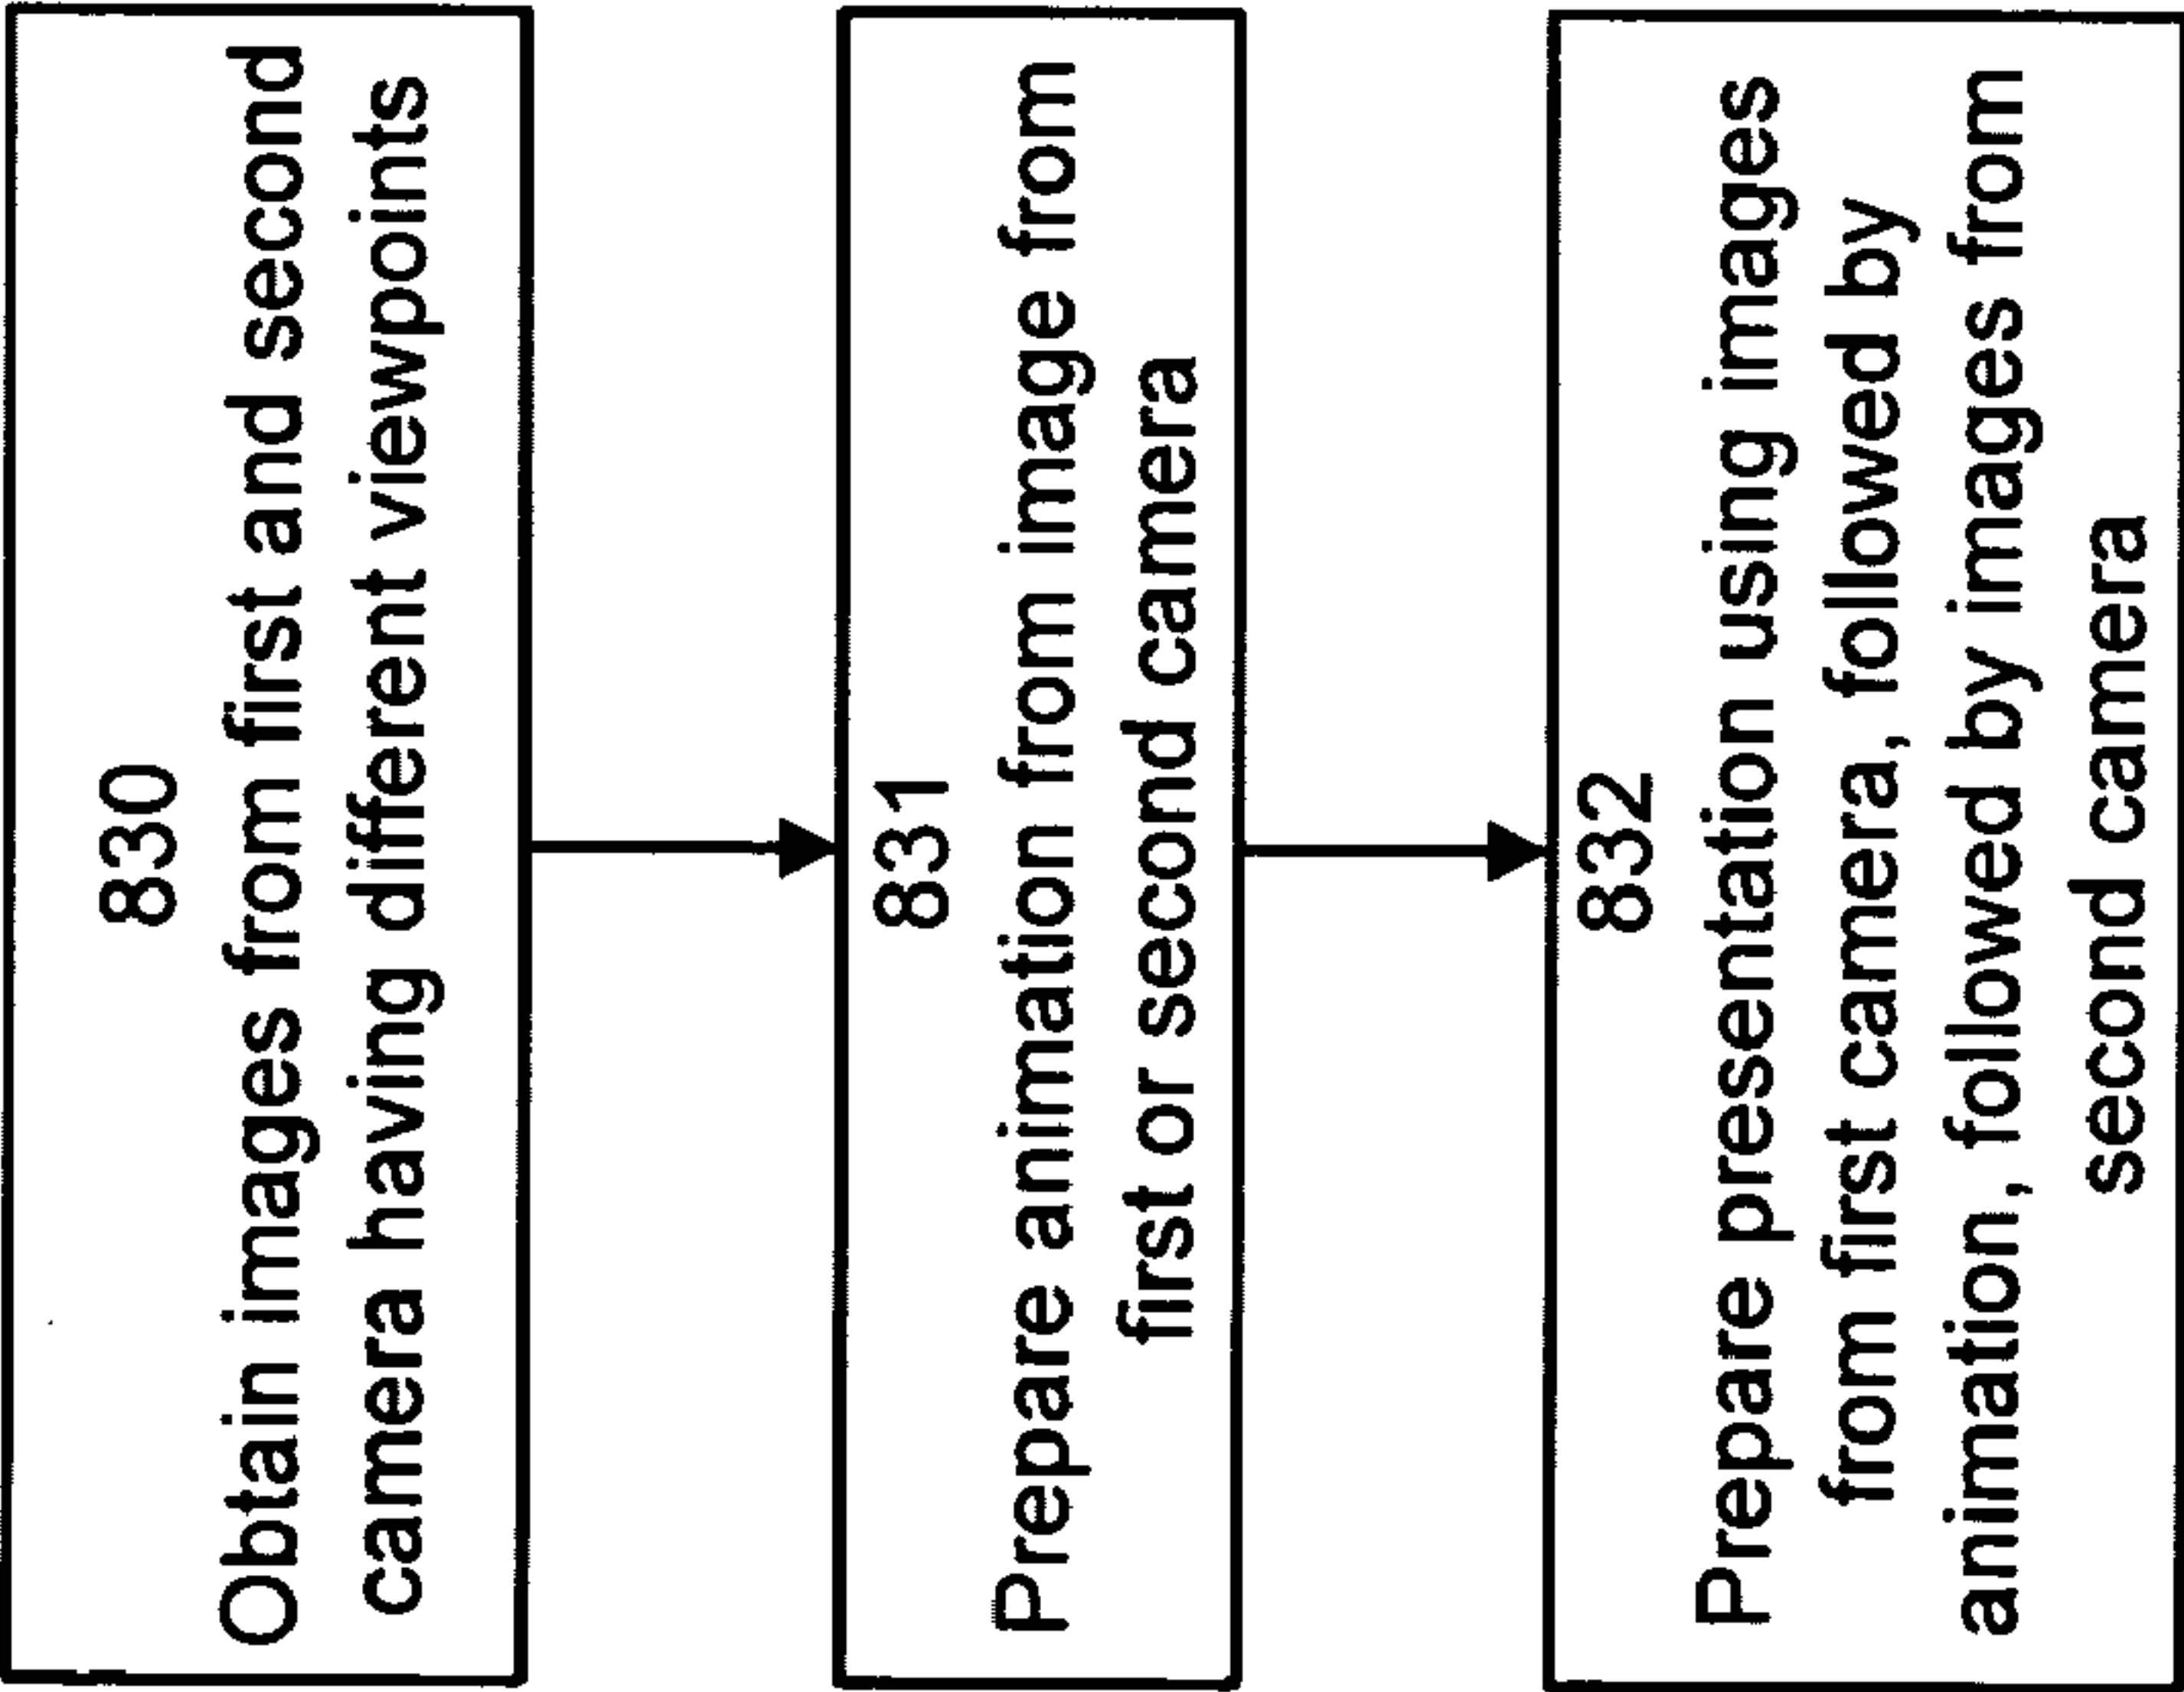 830
Obtain images from first and second
camera having different viewpoints
831
Prepare animation from image from
first or second camera
832
Prepare presentation using images
from first camera, followed by
animation, followed by images from
second camera